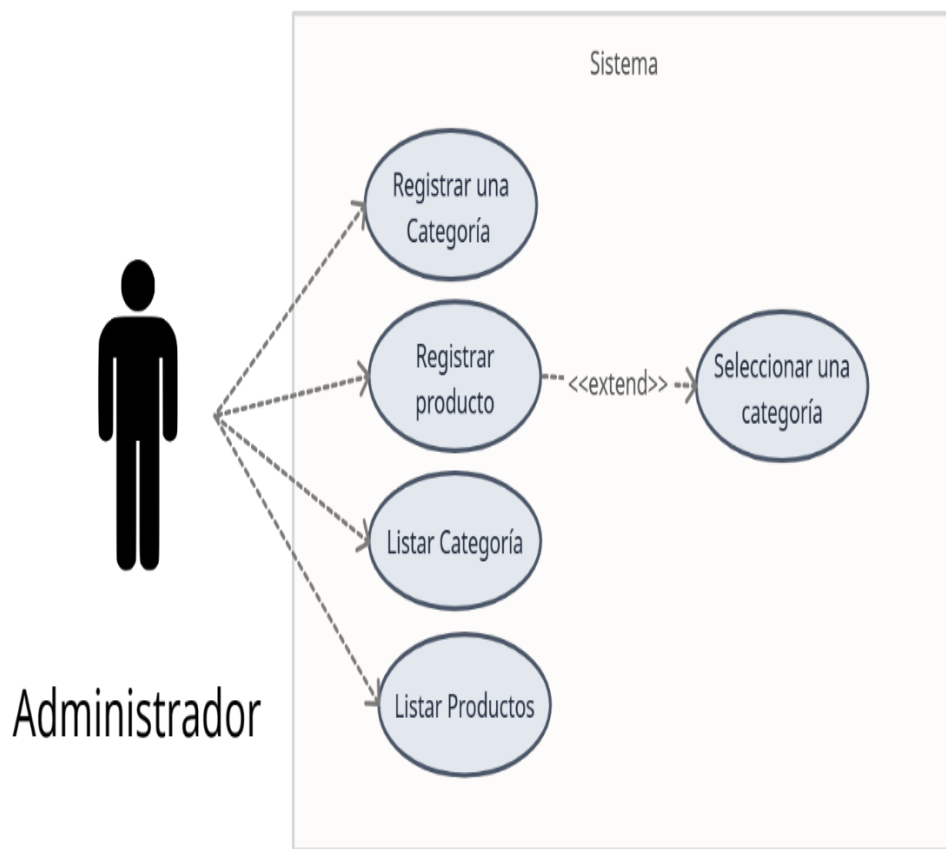 Sistema
Registrar una
Categoría
Registrar
producto
<<extend>>
Seleccionar una
categoría
Listar Categoría
Listar Productos
Administrador